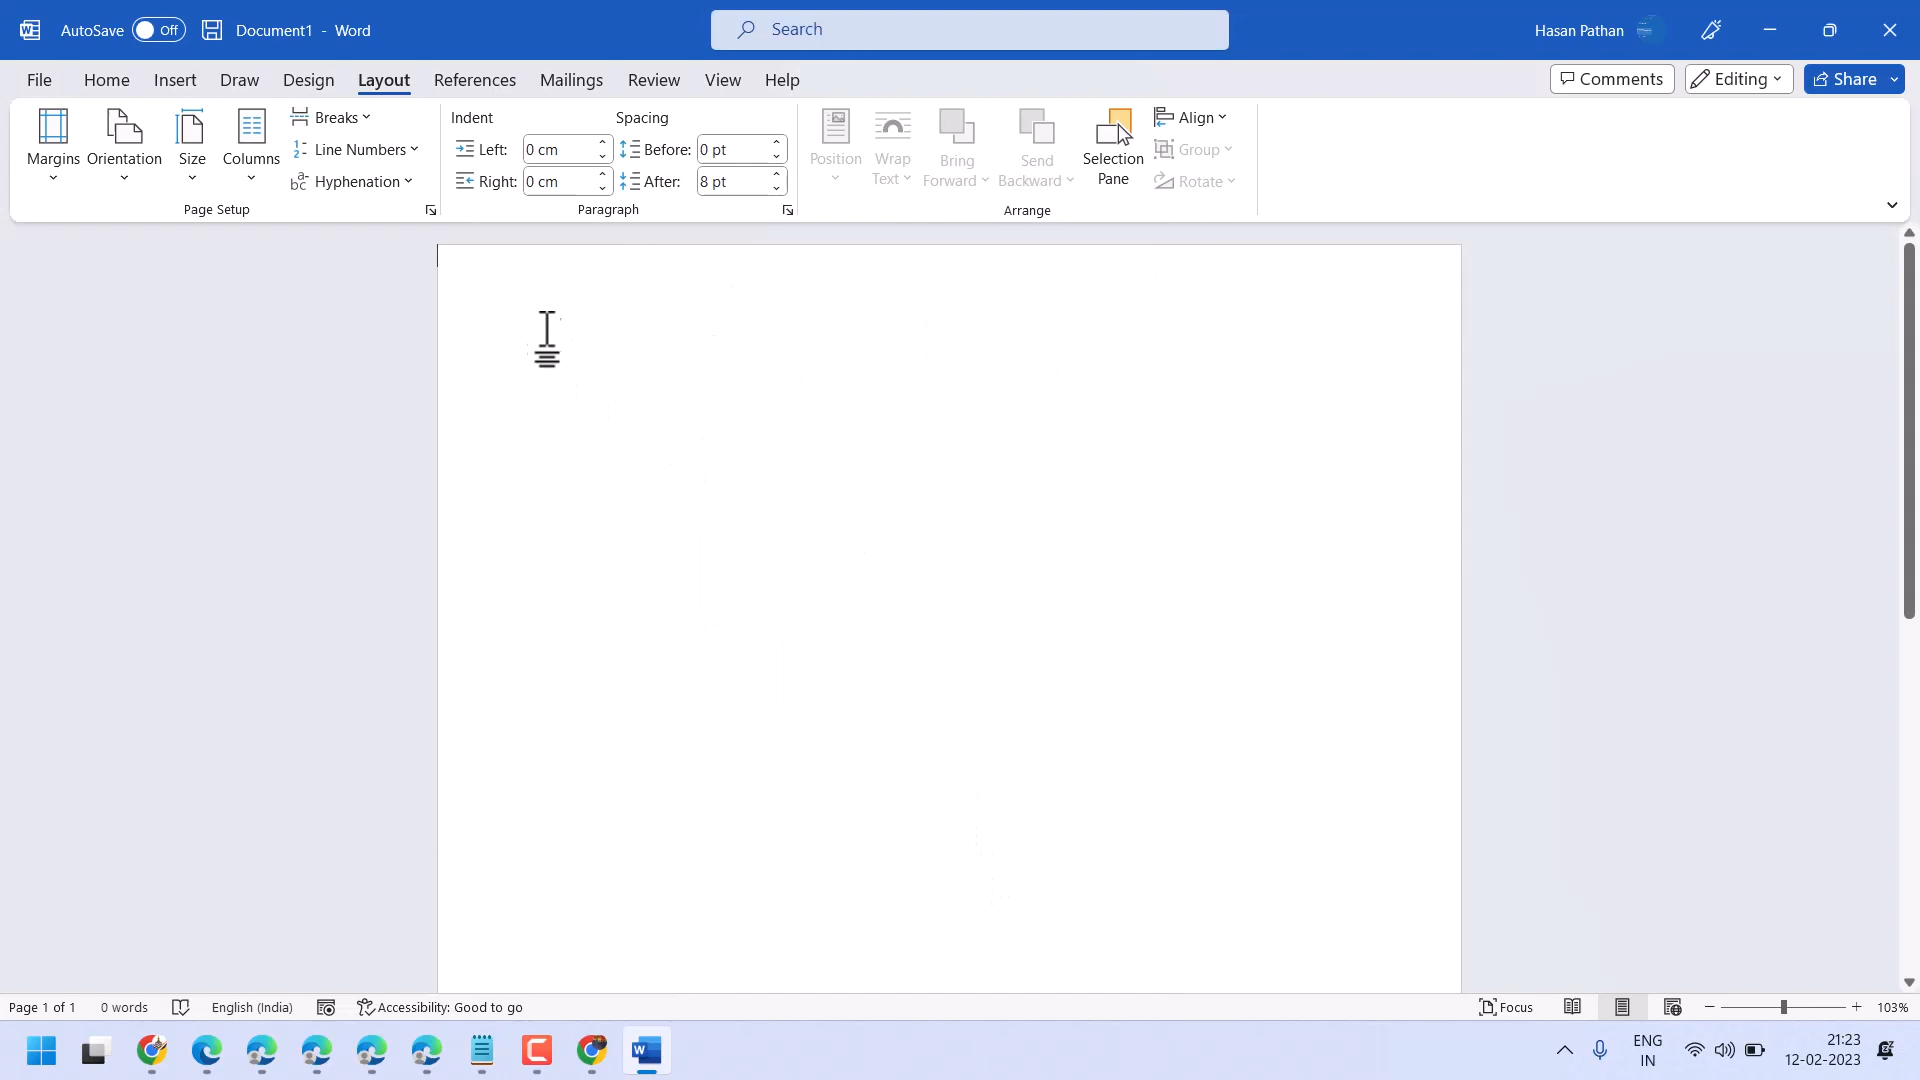 AutoSave Off Document1 - Word Search Hasan Pathan
File Home Insert Draw Design Layout References Mailings Review View Help Comments Editing Share
Margins Orientation Size Columns
Breaks
Line Numbers
Hyphenation
Page Setup
Indent Spacing
Left: 0 cm Before: 0 pt
Right: 0 cm After: 8 pt
Paragraph
Position Wrap Text Bring Forward Send Backward Selection Pane
Align
Group
Rotate
Arrange
Page 1 of 1 0 words English (India) Accessibility: Good to go Focus 103%
ENG IN
21:23
12-02-2023